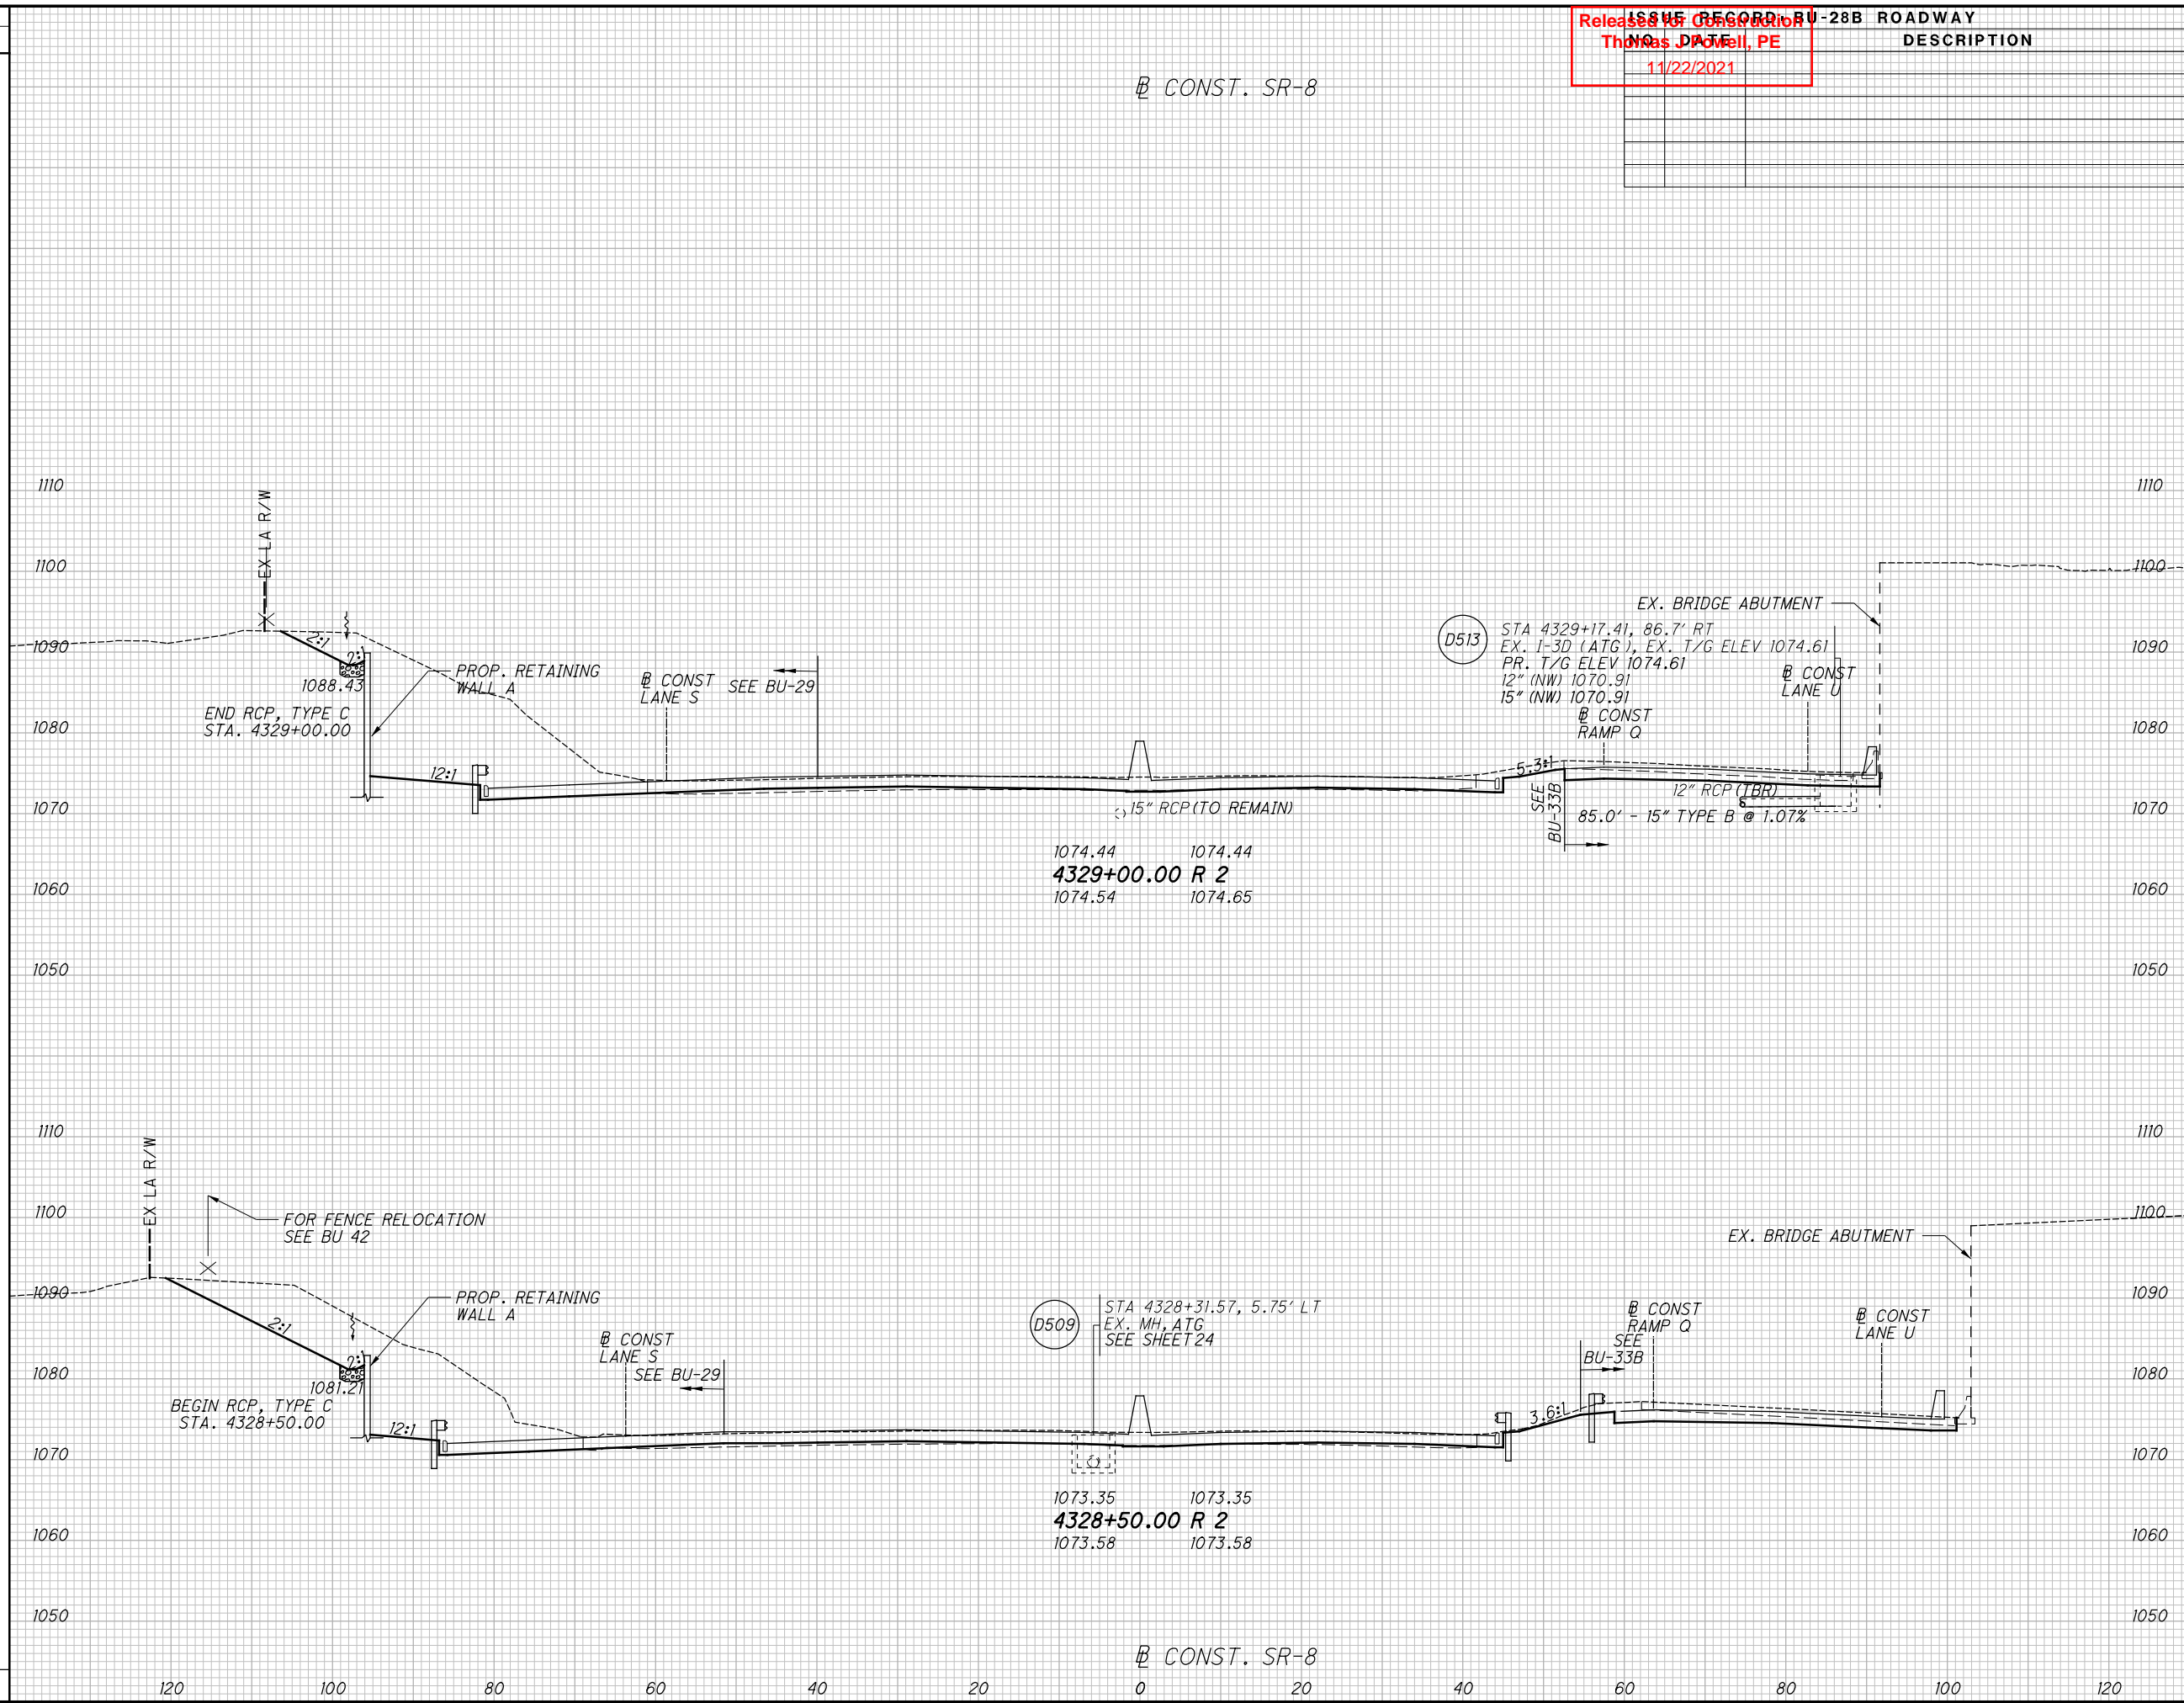 ISSUE RECORD: BU-28B ROADWAY
NO. DATE DESCRIPTION
Released for Construction
Thomas J Powell, PE
11/22/2021
℄ CONST. SR-8
1110
1110
EX LA R/W
1100
1100
EX. BRIDGE ABUTMENT
D513
STA 4329+17.41, 86.7' RT
EX. I-3D (ATG), EX. T/G ELEV 1074.61
PR. T/G ELEV 1074.61
12" (NW) 1070.91
15" (NW) 1070.91
1090
1090
2:1
2:1
1088.43
PROP. RETAINING
WALL A
℄ CONST
LANE S
SEE BU-29
℄ CONST
LANE U
END RCP, TYPE C
STA. 4329+00.00
℄ CONST
RAMP Q
1080
1080
12:1
5.3:1
SEE
BU-33B
12" RCP (TBR)
85.0' - 15" TYPE B @ 1.07%
1070
15" RCP (TO REMAIN)
1070
1074.44 1074.44
4329+00.00 R 2
1074.54 1074.65
1060
1060
1050
1050
1110
1110
EX LA R/W
1100
1100
FOR FENCE RELOCATION
SEE BU 42
EX. BRIDGE ABUTMENT
1090
1090
PROP. RETAINING
WALL A
D509
STA 4328+31.57, 5.75' LT
EX. MH, ATG
SEE SHEET 24
℄ CONST
RAMP Q
℄ CONST
LANE U
2:1
2:1
℄ CONST
LANE S
SEE BU-29
SEE
BU-33B
1080
1080
1081.21
BEGIN RCP, TYPE C
STA. 4328+50.00
12:1
3.6:1
1070
1070
1073.35 1073.35
4328+50.00 R 2
1073.58 1073.58
1060
1060
1050
1050
℄ CONST. SR-8
120 100 80 60 40 20 0 20 40 60 80 100 120